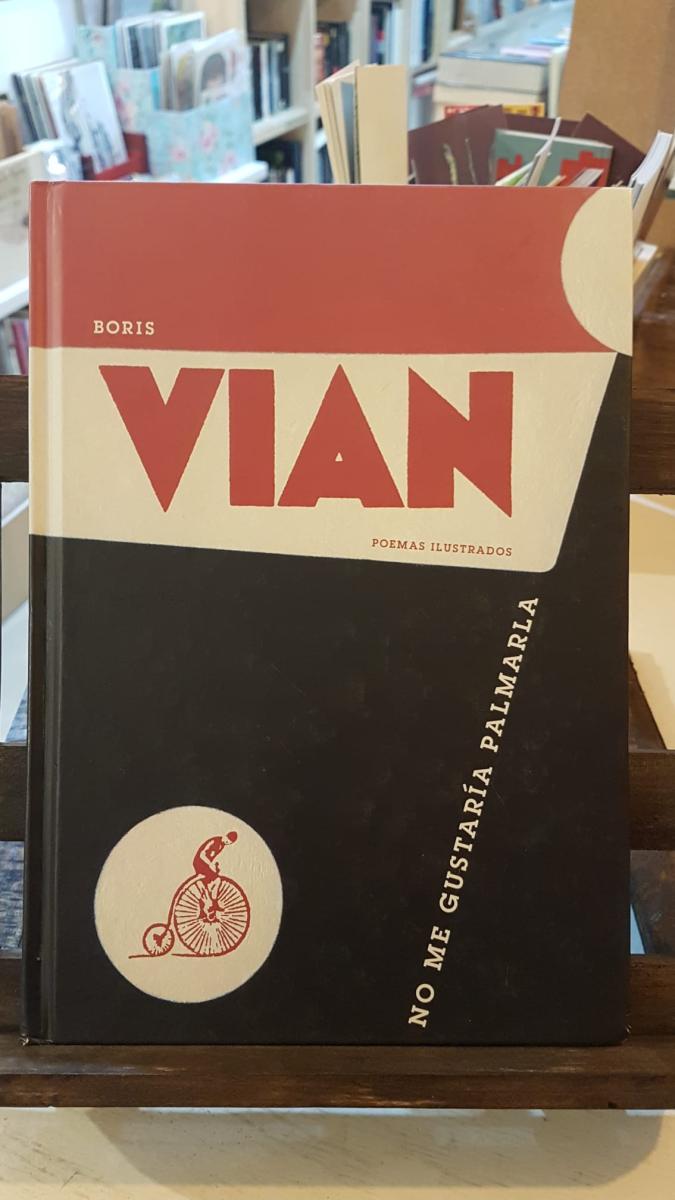 BORIS
VIAN
POEMAS ILUSTRADOS
NO ME GUSTARÍA PALMARLA